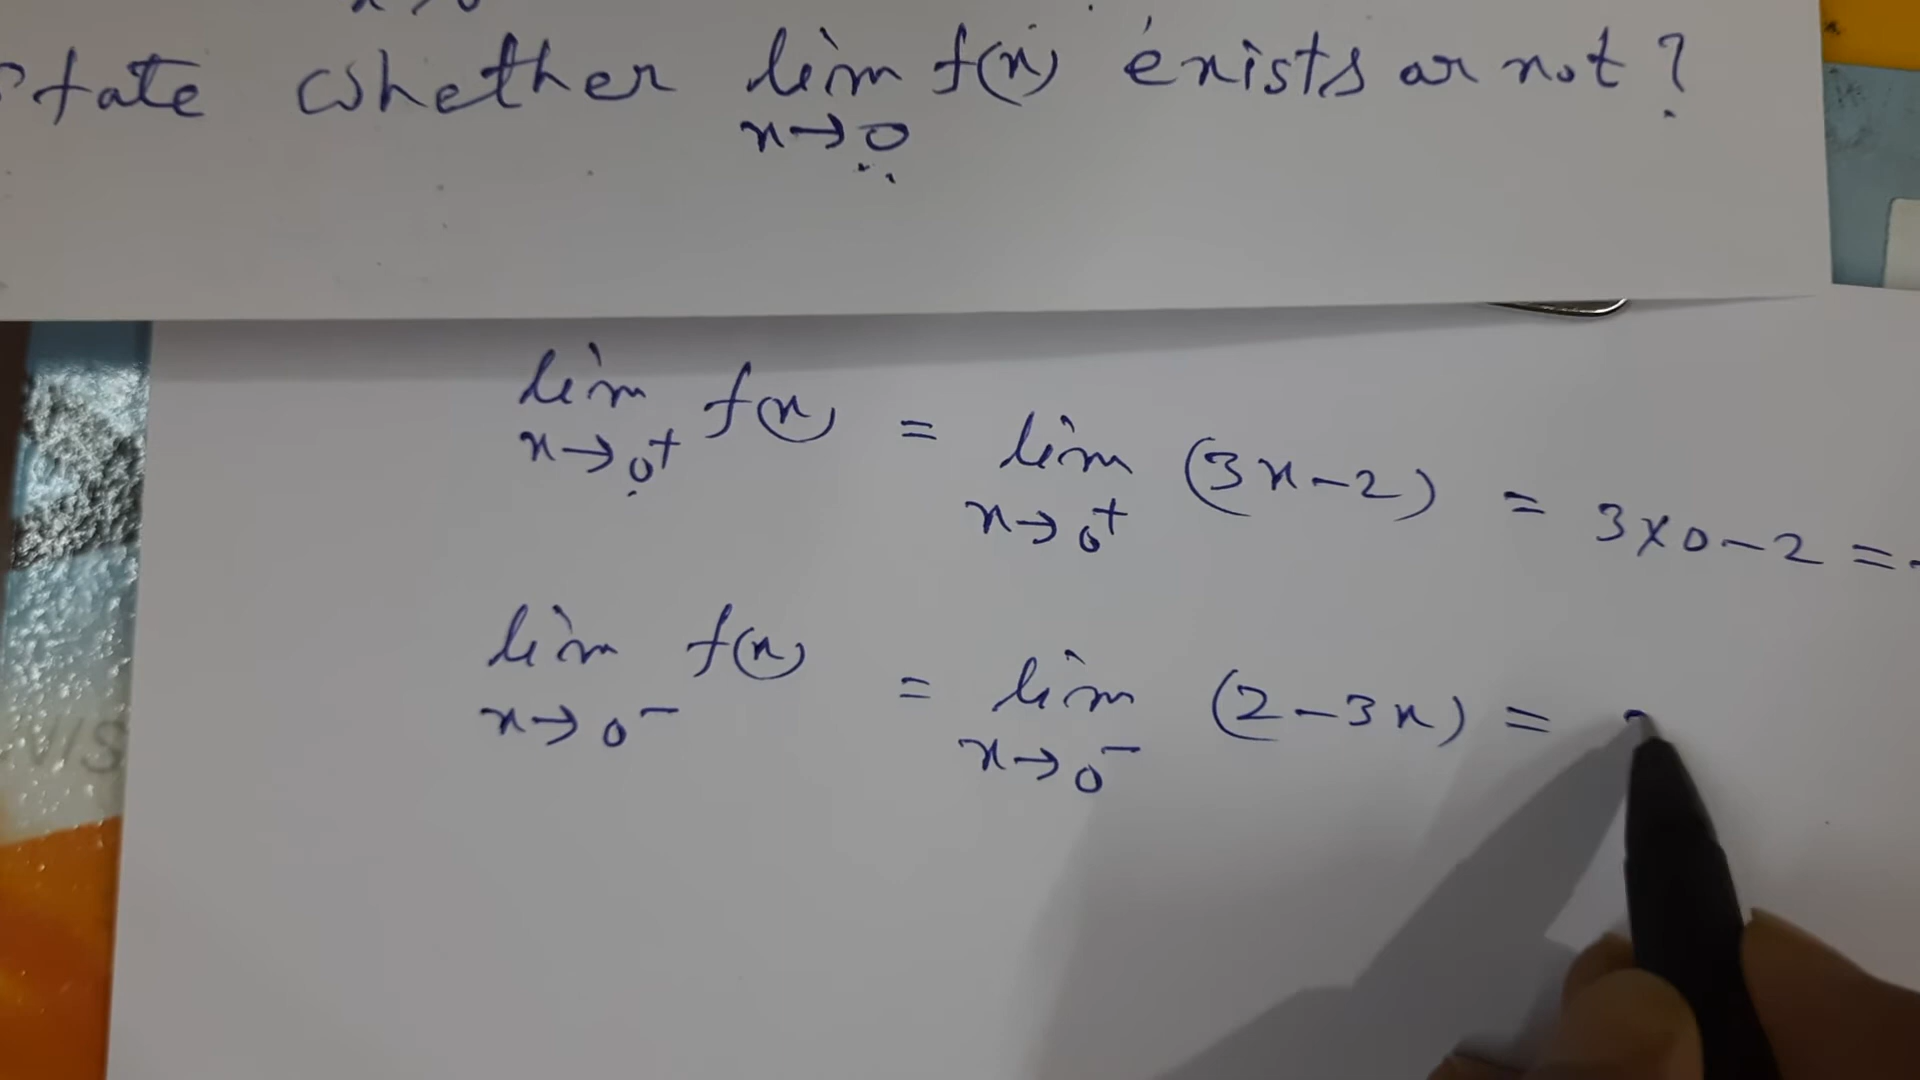 state whether lim f(x) exists or not?
x→0
lim f(x) = lim (3x-2) = 3×0-2 = -
x→0+ x→0+
lim f(x) = lim (2-3x) =
x→0- x→0-